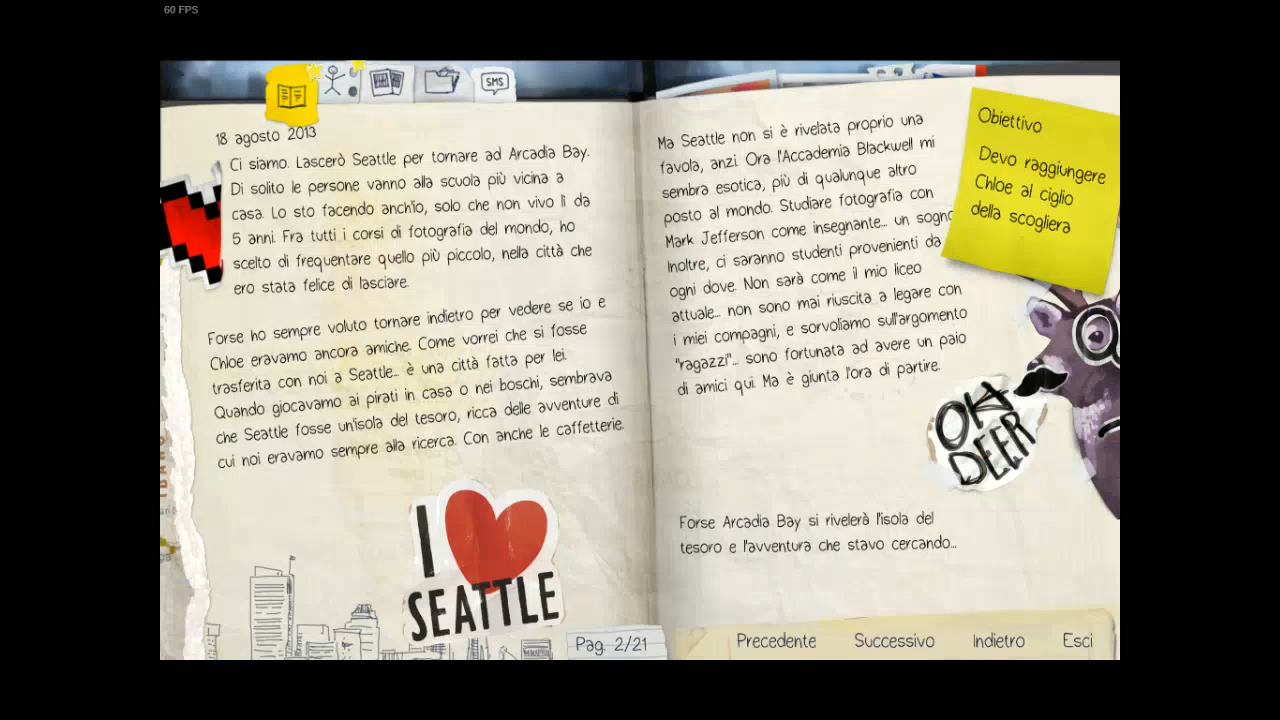 60 FPS
SMS
18 agosto 2013
Ci siamo. Lascerò Seattle per tornare ad Arcadia Bay.
Di solito le persone vanno alla scuola più vicina a
casa. Lo sto facendo anch'io, solo che non vivo lì da
5 anni. Fra tutti i corsi di fotografia del mondo, ho
scelto di frequentare quello più piccolo, nella città che
ero stata felice di lasciare.
Forse ho sempre voluto tornare indietro per vedere se io e
Chloe eravamo ancora amiche. Come vorrei che si fosse
trasferita con noi a Seattle... è una città fatta per lei.
Quando giocavamo ai pirati in casa o nei boschi, sembrava
che Seattle fosse un'isola del tesoro, ricca delle avventure di
cui noi eravamo sempre alla ricerca. Con anche le caffetterie.
I
SEATTLE
Pag. 2/21
Ma Seattle non si è rivelata proprio una
favola, anzi. Ora l'Accademia Blackwell mi
sembra esotica, più di qualunque altro
posto al mondo. Studiare fotografia con
Mark Jefferson come insegnante... un sogno
Inoltre, ci saranno studenti provenienti da
ogni dove. Non sarà come il mio liceo
attuale... non sono mai riuscita a legare con
i miei compagni, e sorvoliamo sull'argomento
"ragazzi"... sono fortunata ad avere un paio
di amici qui. Ma è giunta l'ora di partire.
Forse Arcadia Bay si rivelerà l'isola del
tesoro e l'avventura che stavo cercando...
Obiettivo
Devo raggiungere
Chloe al ciglio
della scogliera
OH
DEER
Precedente Successivo Indietro Esci